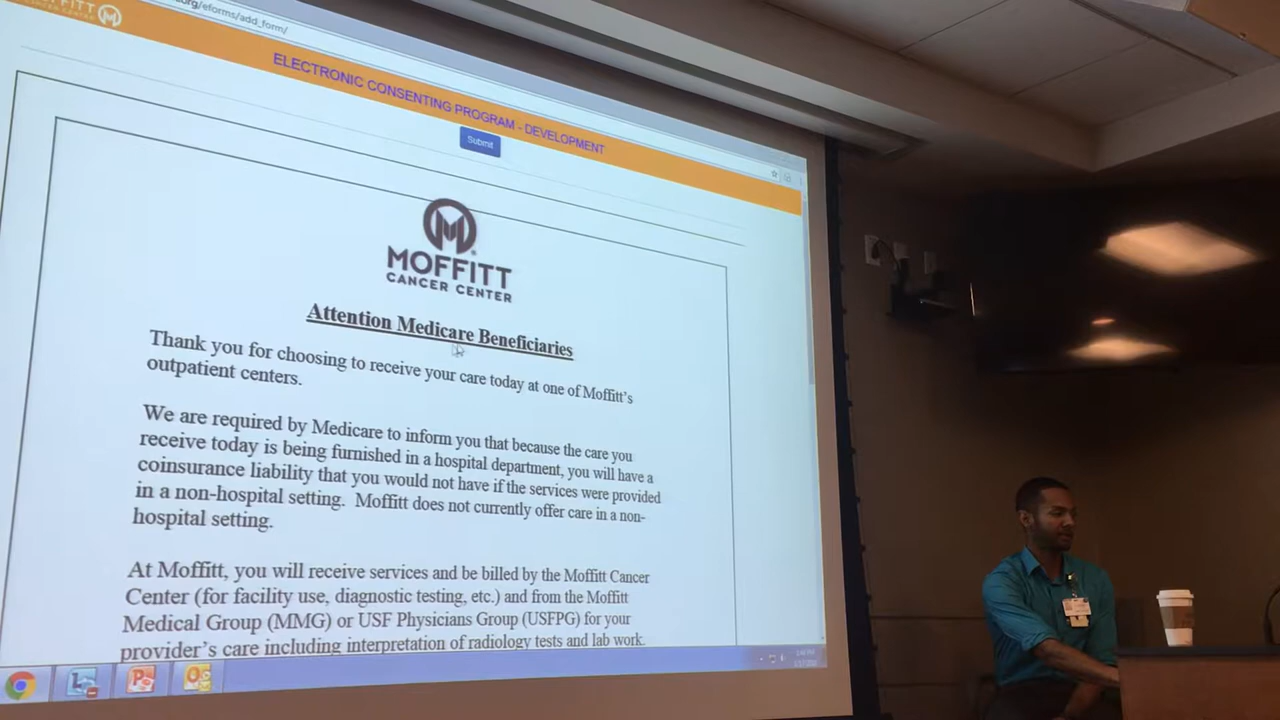 MOFFITT
.org/eforms/add_form/
ELECTRONIC CONSENTING PROGRAM - DEVELOPMENT
Submit
MOFFITT
CANCER CENTER
Attention Medicare Beneficiaries
Thank you for choosing to receive your care today at one of Moffitt's
outpatient centers.
We are required by Medicare to inform you that because the care you
receive today is being furnished in a hospital department, you will have a
coinsurance liability that you would not have if the services were provided
in a non-hospital setting. Moffitt does not currently offer care in a non-
hospital setting.
At Moffitt, you will receive services and be billed by the Moffitt Cancer
Center (for facility use, diagnostic testing, etc.) and from the Moffitt
Medical Group (MMG) or USF Physicians Group (USFPG) for your
provider's care including interpretation of radiology tests and lab work.